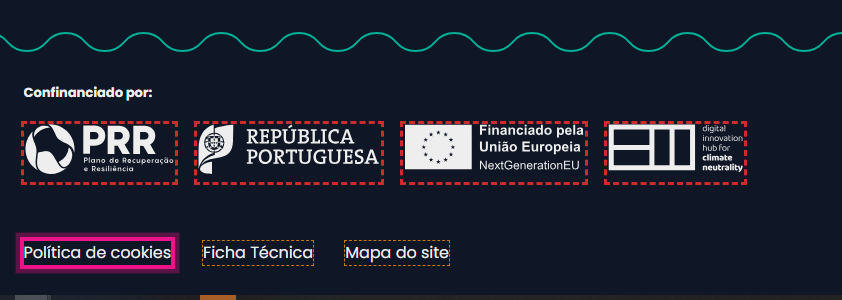 Confinanciado por:
PRR
Plano de Recuperação
e Resiliência
REPÚBLICA
PORTUGUESA
Financiado pela
União Europeia
NextGenerationEU
digital
innovation
hub for
climate
neutrality
Política de cookies
Ficha Técnica
Mapa do site